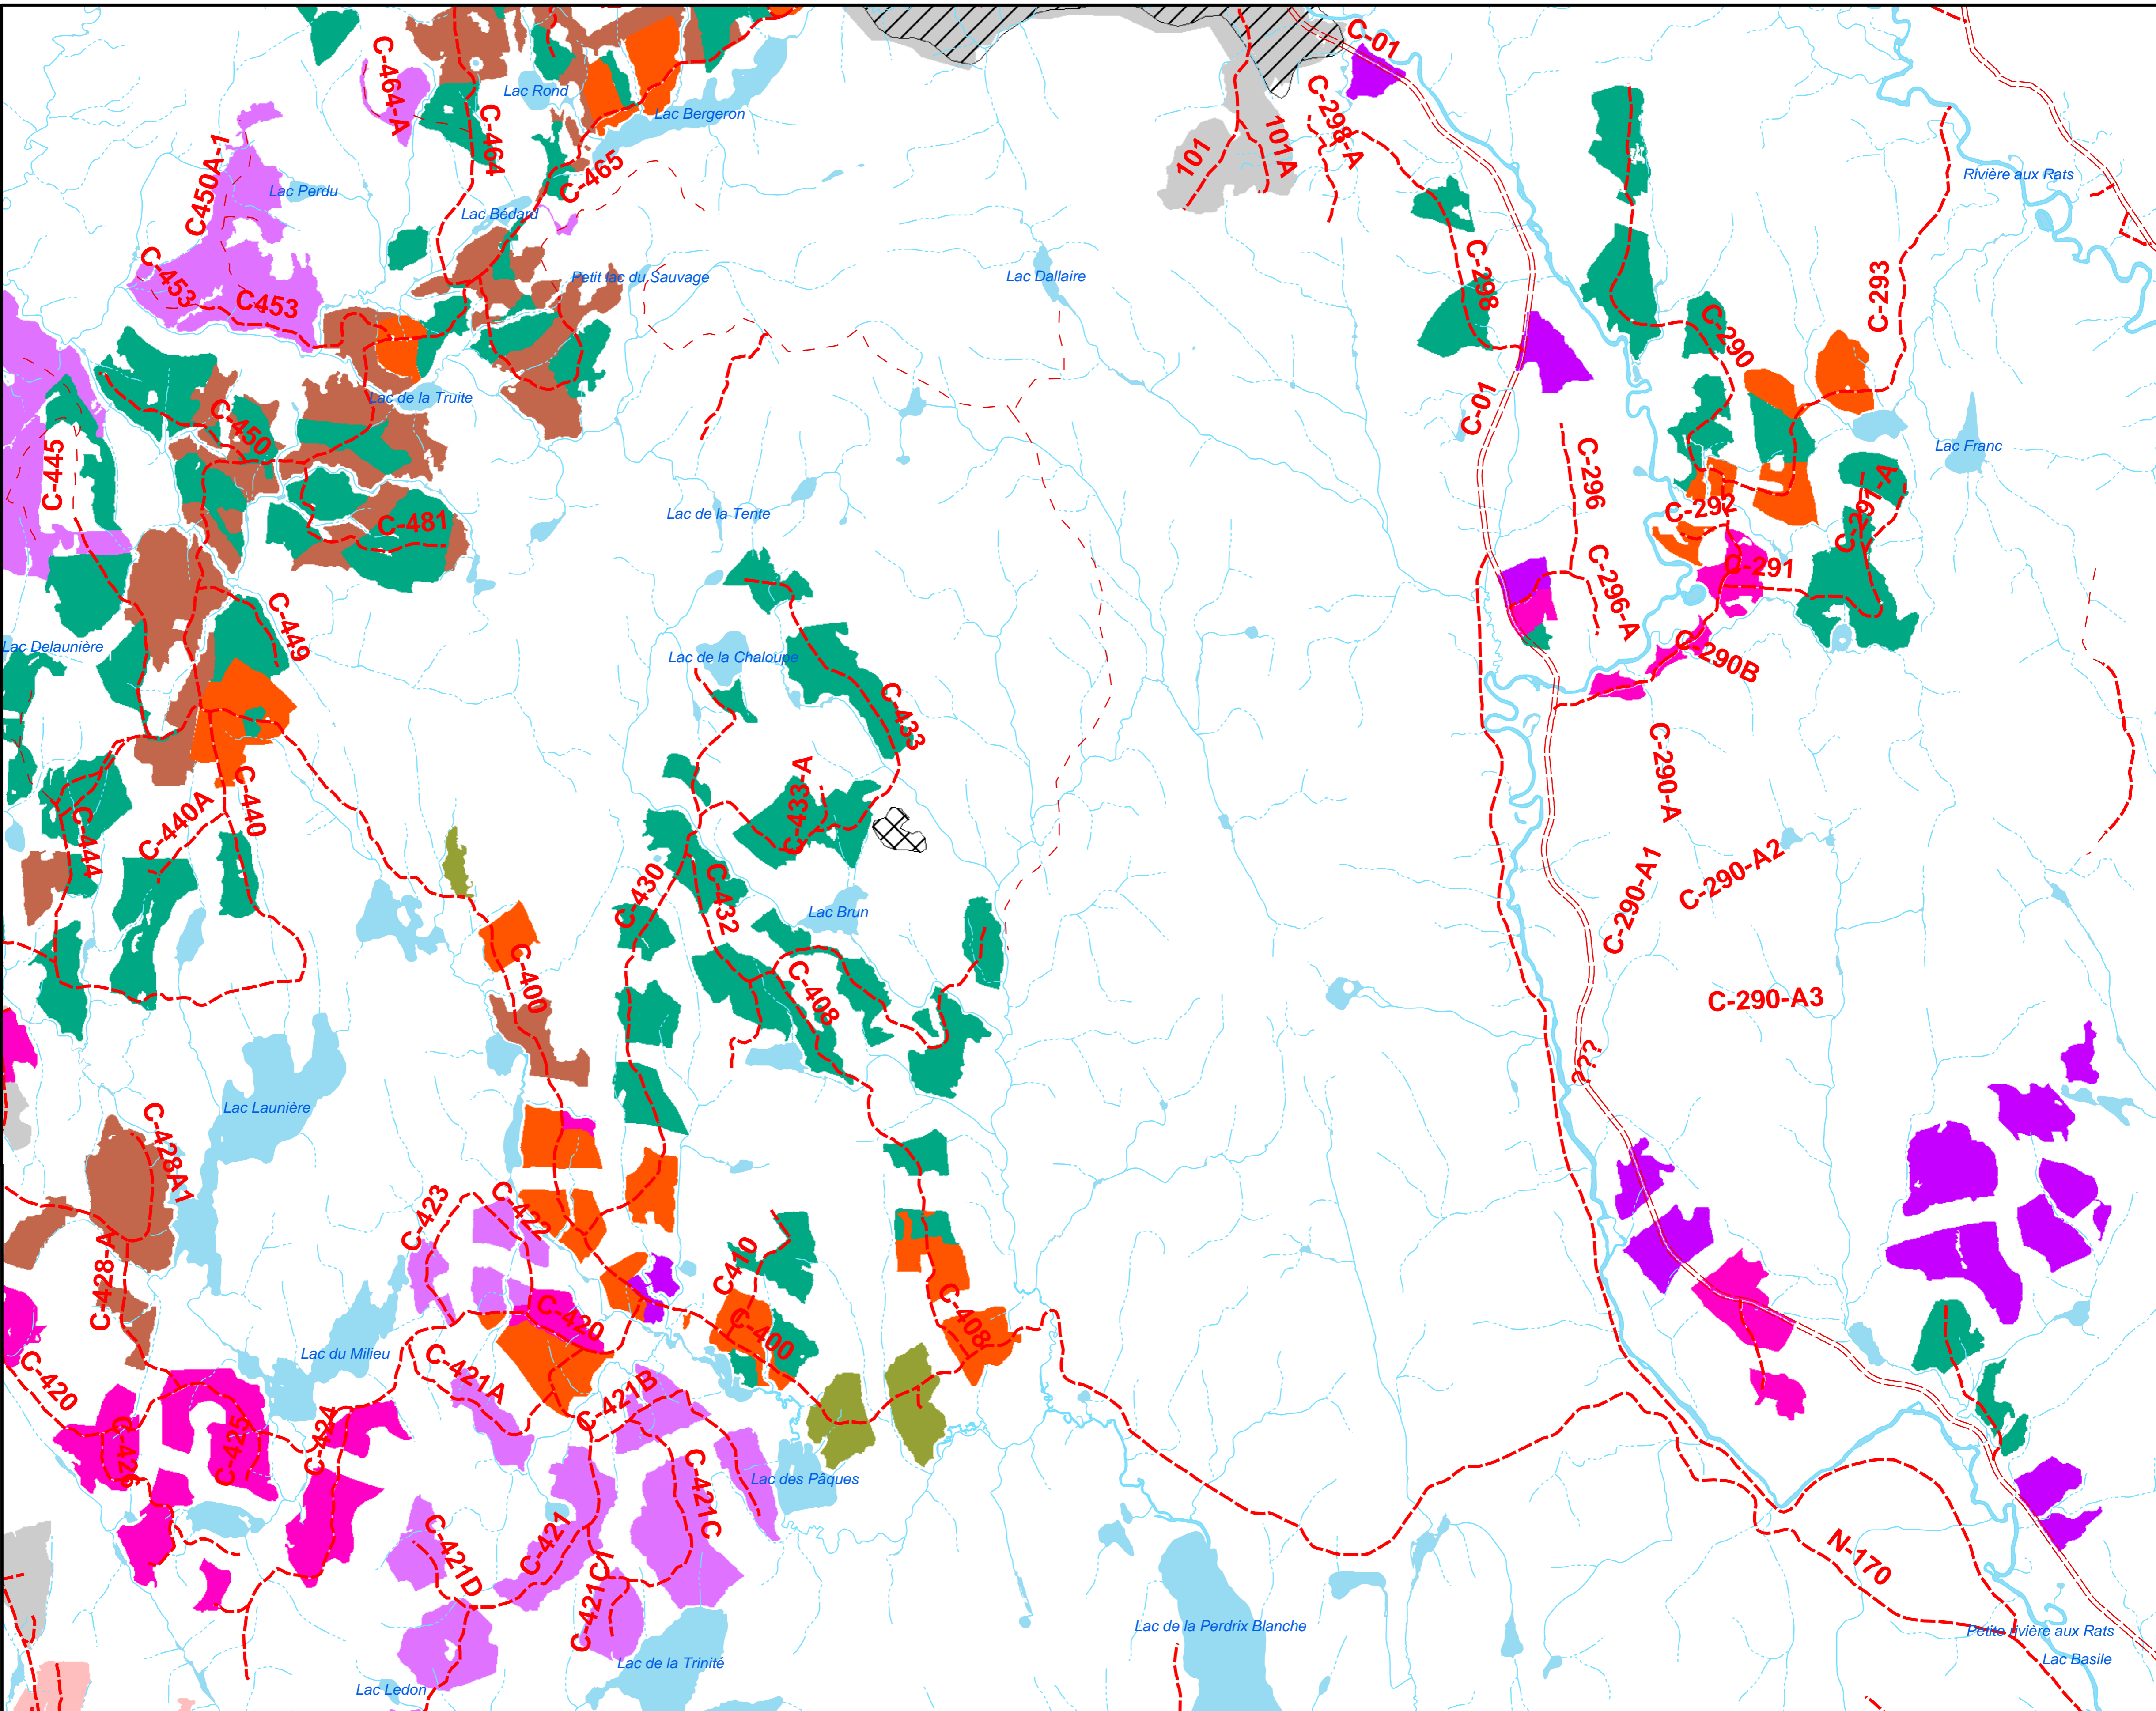 C-01
C-464-A
Lac Rond
C-298-A
Lac Bergeron
C-464
101
101A
C-465
C450A-1
Lac Perdu
Rivière aux Rats
Lac Bédard
C-453
C453
Petit lac du Sauvage
Lac Dallaire
C-298
C-293
C-290
Lac de la Truite
C-01
C-450
C-445
Lac Franc
C-296
C-291-A
Lac de la Tente
C-292
C-481
C-291
C-296-A
C-449
Lac Delaunière
Lac de la Chaloupe
C-290B
C-433
C-290-A
C-440
C-440A
C-433-A
C-444
C-290-A2
C-430
C-432
C-290-A1
Lac Brun
C-400
C-408
C-290-A3
???
Lac Launière
C-428A1
C-423
C-422
C-428-A
C410
C-408
C-420
C-400
Lac du Milieu
C-420
C-421A
C-421B
C-424
C-425
C426
Lac des Pâques
C-421C
C-421
C-421D
N-170
C-421C1
Lac de la Perdrix Blanche
Petite rivière aux Rats
Lac de la Trinité
Lac Basile
Lac Ledon